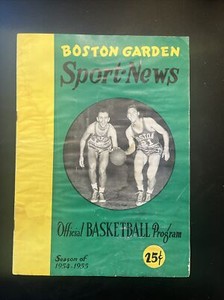 BOSTON GARDEN
Sport-News
Official BASKETBALL Program
Season of
1954-1955
25¢